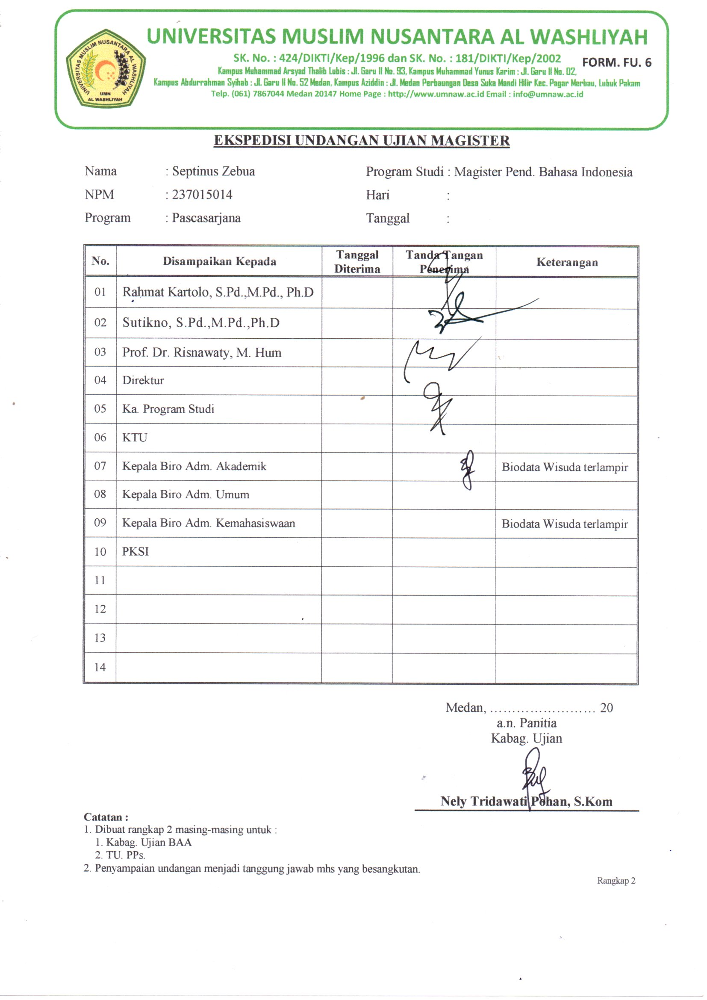 UNIVERSITAS MUSLIM NUSANTARA AL WASHLIYAH
UMN
AL WASHLIYAH
UNIVERSITAS MUSLIM NUSANTARA AL WASHLIYAH
SK. No. : 424/DIKTI/Kep/1996 dan SK. No. : 181/DIKTI/Kep/2002
FORM. FU. 6
Kampus Muhammad Arsyad Thalib Lubis : Jl. Garu II No. 93, Kampus Muhammad Yunus Karim : Jl. Garu II No. 02,
Kampus Abdurrahman Syihab : Jl. Garu II No. 52 Medan, Kampus Aziddin : Jl. Medan Perbaungan Desa Suka Mandi Hilir Kec. Pagar Merbau, Lubuk Pakam
Telp. (061) 7867044 Medan 20147 Home Page : http://www.umnaw.ac.id Email : info@umnaw.ac.id
EKSPEDISI UNDANGAN UJIAN MAGISTER
Nama : Septinus Zebua Program Studi : Magister Pend. Bahasa Indonesia
NPM : 237015014 Hari :
Program : Pascasarjana Tanggal :
No. Disampaikan Kepada Tanggal Diterima Tanda Tangan Penerima Keterangan
01 Rahmat Kartolo, S.Pd.,M.Pd., Ph.D
02 Sutikno, S.Pd.,M.Pd.,Ph.D
03 Prof. Dr. Risnawaty, M. Hum
04 Direktur
05 Ka. Program Studi
06 KTU
07 Kepala Biro Adm. Akademik Biodata Wisuda terlampir
08 Kepala Biro Adm. Umum
09 Kepala Biro Adm. Kemahasiswaan Biodata Wisuda terlampir
10 PKSI
11
12
13
14
Medan, ........................ 20
a.n. Panitia
Kabag. Ujian
Nely Tridawati Pohan, S.Kom
Catatan :
1. Dibuat rangkap 2 masing-masing untuk :
1. Kabag. Ujian BAA
2. TU. PPs.
2. Penyampaian undangan menjadi tanggung jawab mhs yang besangkutan.
Rangkap 2